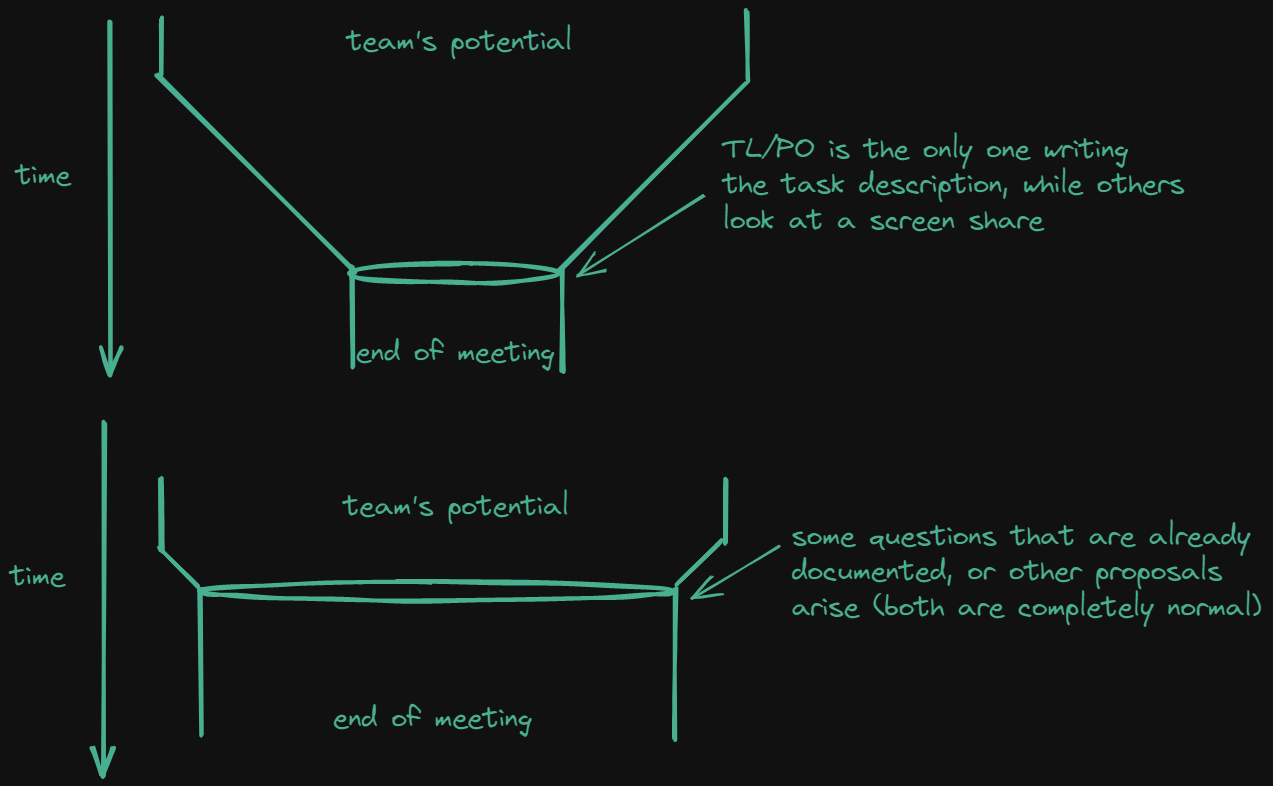 team's potential
time
TL/PO is the only one writing
the task description, while others
look at a screen share
end of meeting
team's potential
time
some questions that are already
documented, or other proposals
arise (both are completely normal)
end of meeting